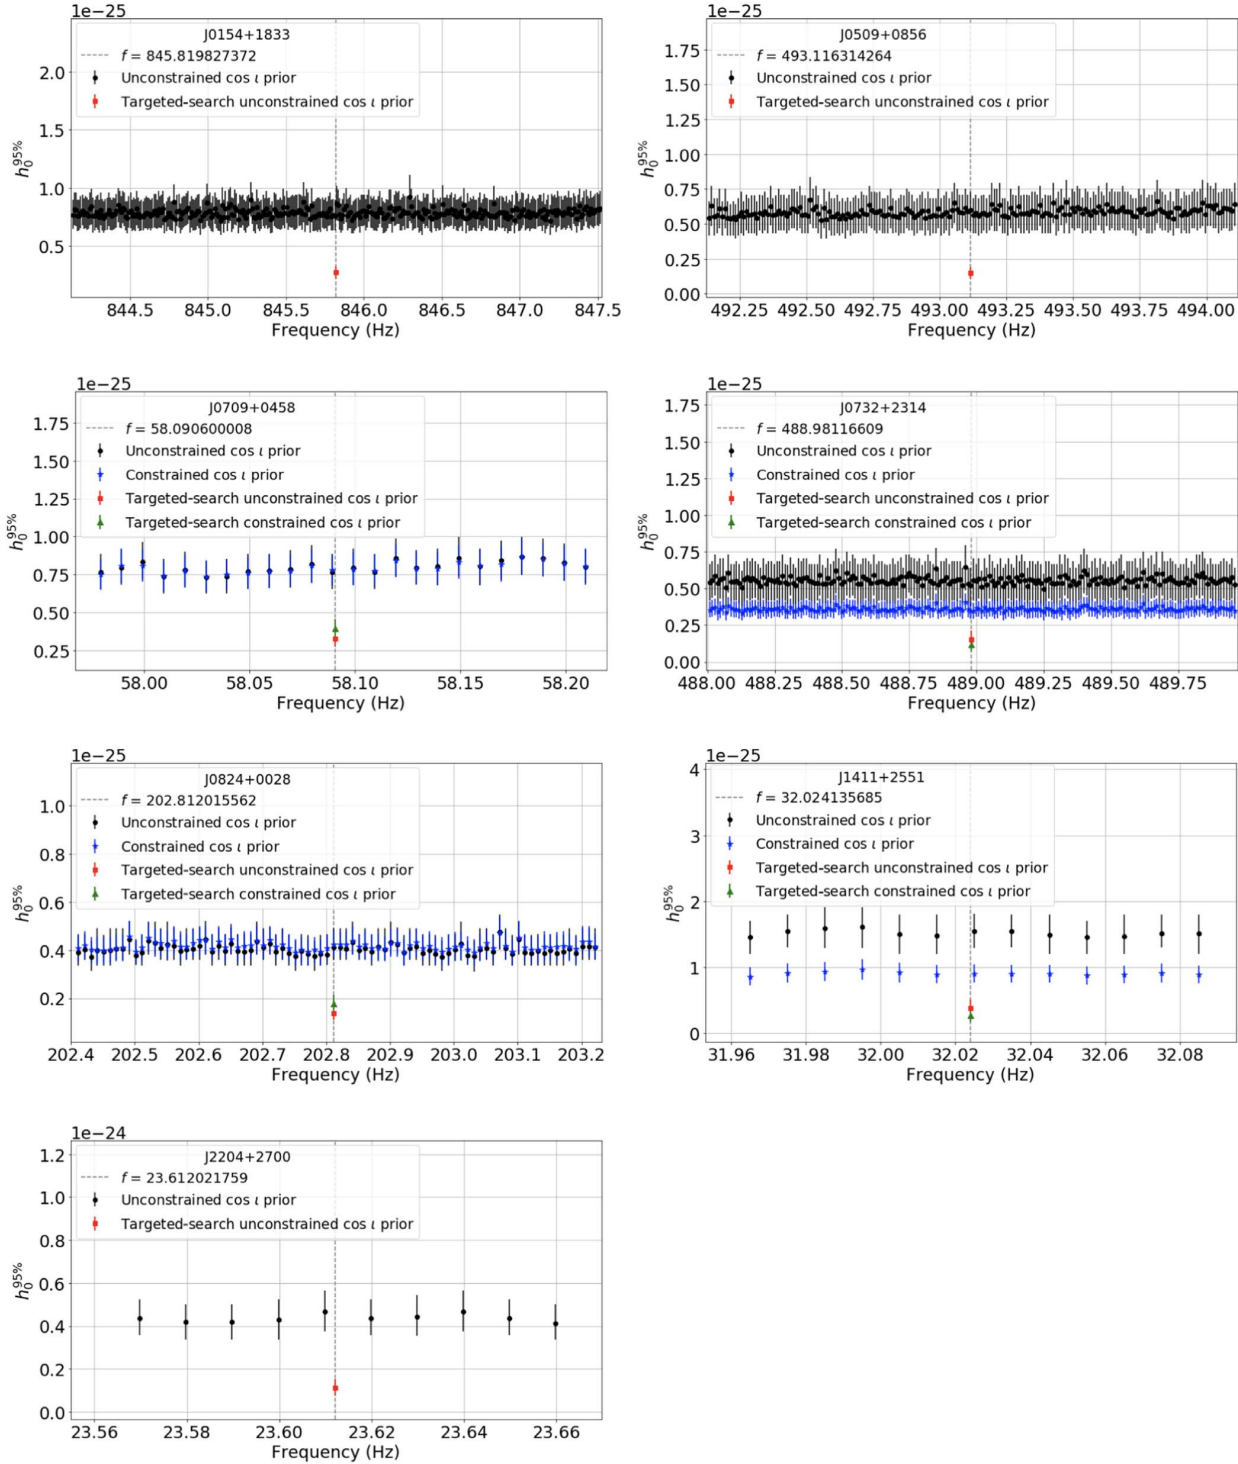 1e−25
J0154+1833
f = 845.819827372
Unconstrained cos ι prior
Targeted-search unconstrained cos ι prior
2.0
1.5
1.0
0.5
h₀^95%
844.5 845.0 845.5 846.0 846.5 847.0 847.5
Frequency (Hz)
1e−25
J0509+0856
f = 493.116314264
Unconstrained cos ι prior
Targeted-search unconstrained cos ι prior
1.75
1.50
1.25
1.00
0.75
0.50
0.25
0.00
h₀^95%
492.25 492.50 492.75 493.00 493.25 493.50 493.75 494.00
Frequency (Hz)
1e−25
J0709+0458
f = 58.090600008
Unconstrained cos ι prior
Constrained cos ι prior
Targeted-search unconstrained cos ι prior
Targeted-search constrained cos ι prior
1.75
1.50
1.25
1.00
0.75
0.50
0.25
h₀^95%
58.00 58.05 58.10 58.15 58.20
Frequency (Hz)
1e−25
J0732+2314
f = 488.98116609
Unconstrained cos ι prior
Constrained cos ι prior
Targeted-search unconstrained cos ι prior
Targeted-search constrained cos ι prior
1.75
1.50
1.25
1.00
0.75
0.50
0.25
0.00
h₀^95%
488.00 488.25 488.50 488.75 489.00 489.25 489.50 489.75
Frequency (Hz)
1e−25
J0824+0028
f = 202.812015562
Unconstrained cos ι prior
Constrained cos ι prior
Targeted-search unconstrained cos ι prior
Targeted-search constrained cos ι prior
1.0
0.8
0.6
0.4
0.2
h₀^95%
202.4 202.5 202.6 202.7 202.8 202.9 203.0 203.1 203.2
Frequency (Hz)
1e−25
J1411+2551
f = 32.024135685
Unconstrained cos ι prior
Constrained cos ι prior
Targeted-search unconstrained cos ι prior
Targeted-search constrained cos ι prior
4
3
2
1
0
h₀^95%
31.96 31.98 32.00 32.02 32.04 32.06 32.08
Frequency (Hz)
1e−24
J2204+2700
f = 23.612021759
Unconstrained cos ι prior
Targeted-search unconstrained cos ι prior
1.2
1.0
0.8
0.6
0.4
0.2
0.0
h₀^95%
23.56 23.58 23.60 23.62 23.64 23.66
Frequency (Hz)